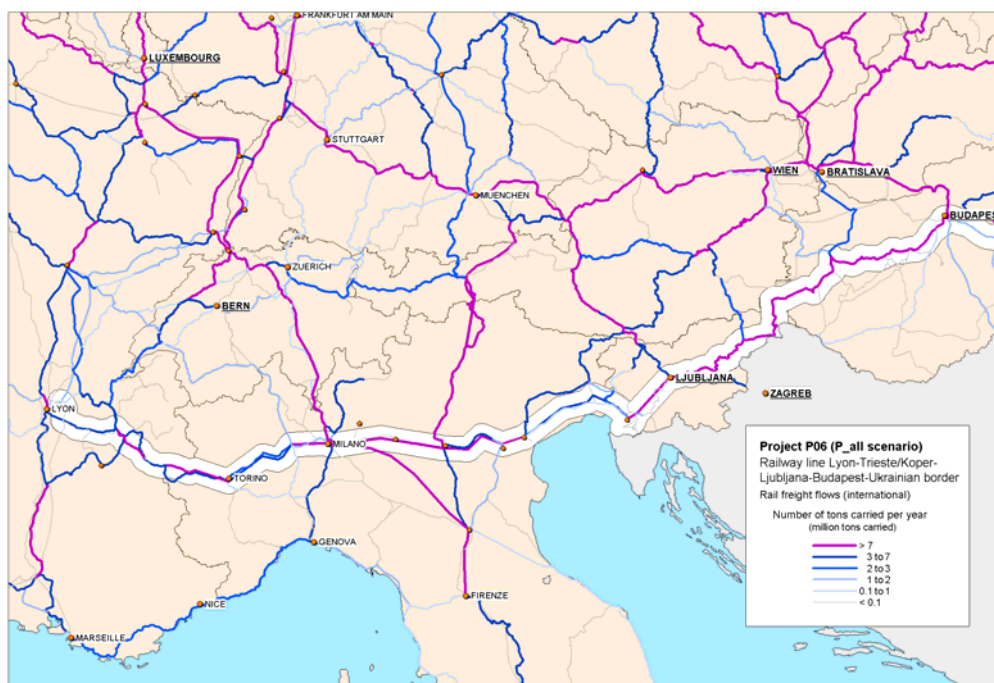 FRANKFURT AM MAIN
LUXEMBOURG
STUTTGART
WIEN
BRATISLAVA
MUENCHEN
BUDAPES
ZUERICH
BERN
LJUBLJANA
ZAGREB
LYON
MILANO
TORINO
GENOVA
FIRENZE
NICE
MARSEILLE
Project P06 (P_all scenario)
Railway line Lyon-Trieste/Koper-
Ljubljana-Budapest-Ukrainian border
Rail freight flows (international)
Number of tons carried per year
(million tons carried)
> 7
3 to 7
2 to 3
1 to 2
0.1 to 1
< 0.1